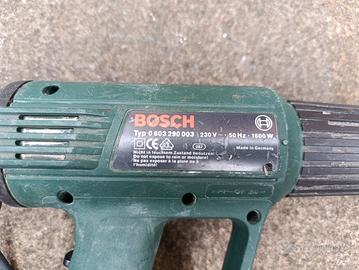 BOSCH
Typ 0 603 290 003 230 V ~ 50 Hz · 1600 W
Made in Germany
Nicht in feuchtem Zustand benutzen!
Do not expose to rain or moisture!
Ne pas exposer à la pluie ou à
l'humidité!